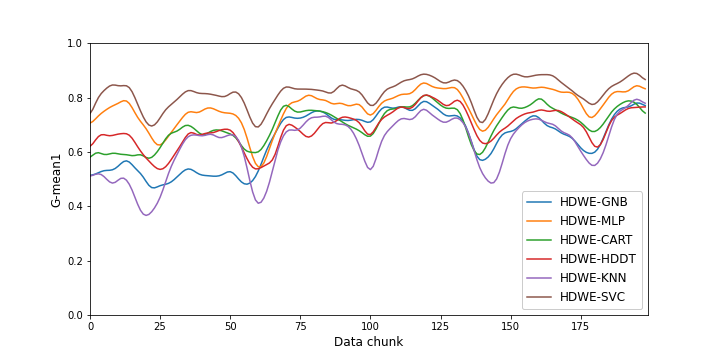 1.0
0.8
0.6
0.4
0.2
0.0
G-mean1
0
25
50
75
100
125
150
175
Data chunk
HDWE-GNB
HDWE-MLP
HDWE-CART
HDWE-HDDT
HDWE-KNN
HDWE-SVC